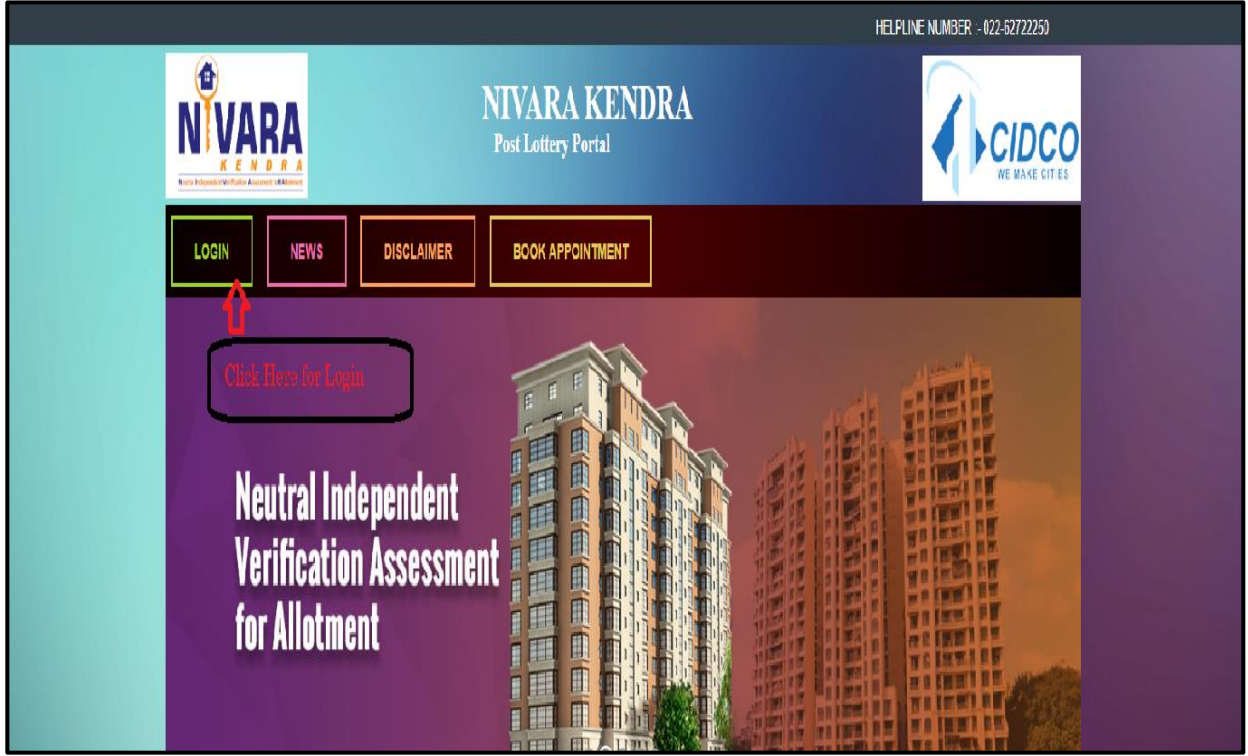 HELPLINE NUMBER :- 022-62722250
NIVARA
KENDRA
NIVARA KENDRA
Post Lottery Portal
CIDCO
WE MAKE CITIES
LOGIN
NEWS
DISCLAIMER
BOOK APPOINTMENT
Click Here for Login
Neutral Independent
Verification Assessment
for Allotment